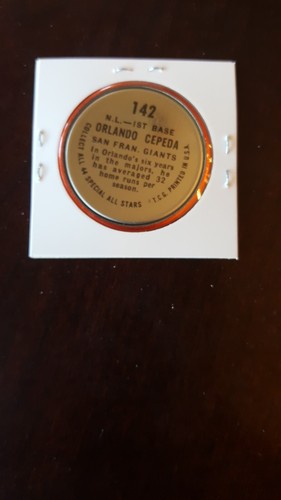 142
N.L.—1ST BASE
ORLANDO CEPEDA
SAN FRAN. GIANTS
In Orlando's six years
in the majors, he
has averaged 32
home runs per
season.
COLLECT ALL 44 SPECIAL ALL STARS
T.C.G. PRINTED IN U.S.A.